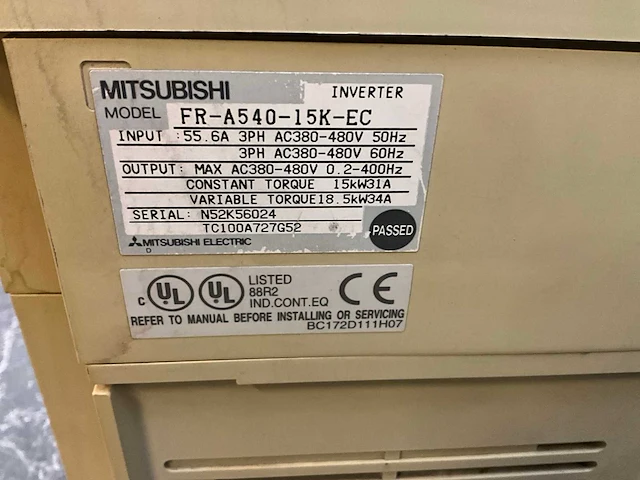 MITSUBISHI INVERTER
MODEL FR-A540-15K-EC
INPUT :55.6A 3PH AC380-480V 50Hz
3PH AC380-480V 60Hz
OUTPUT: MAX AC380-480V 0.2-400Hz
CONSTANT TORQUE 15kW31A
VARIABLE TORQUE18.5kW34A
SERIAL: N52K56024
TC100A727G52
PASSED
MITSUBISHI ELECTRIC
D
C UL UL LISTED
88R2
IND.CONT.EQ
CE
REFER TO MANUAL BEFORE INSTALLING OR SERVICING
BC172D111H07